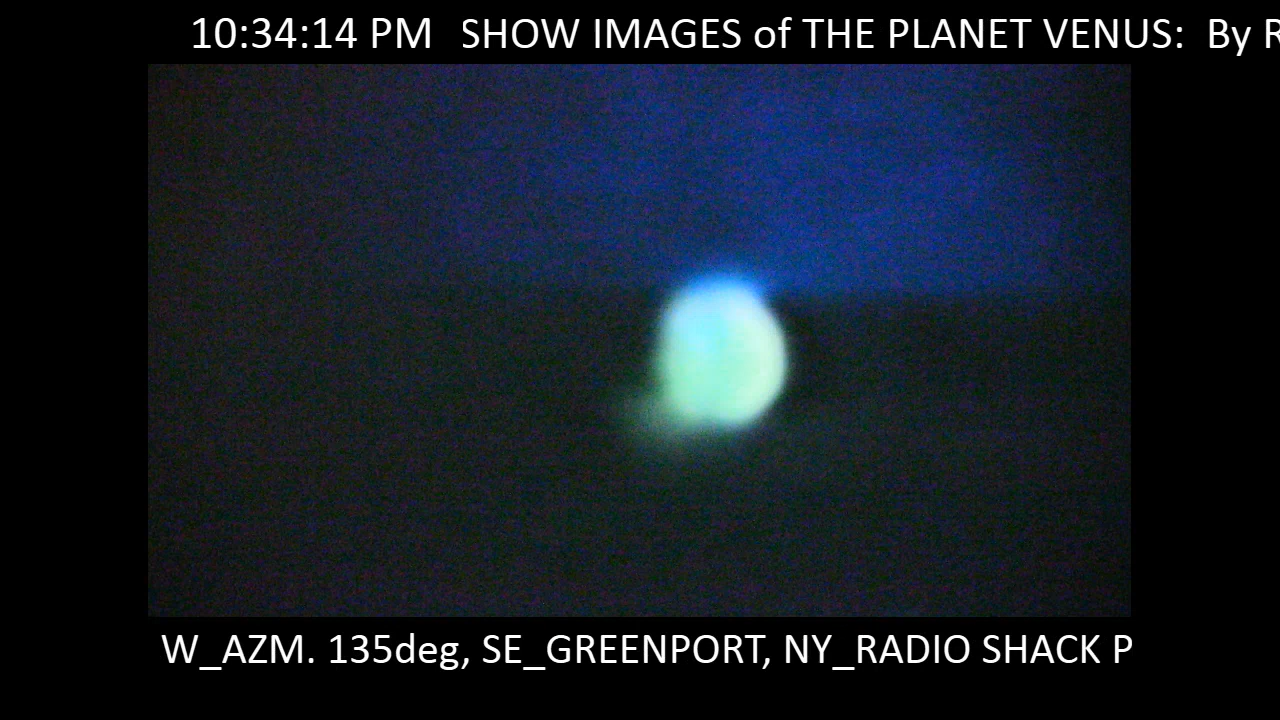 10:34:14 PM SHOW IMAGES of THE PLANET VENUS: By R
W_AZM. 135deg, SE_GREENPORT, NY_RADIO SHACK P